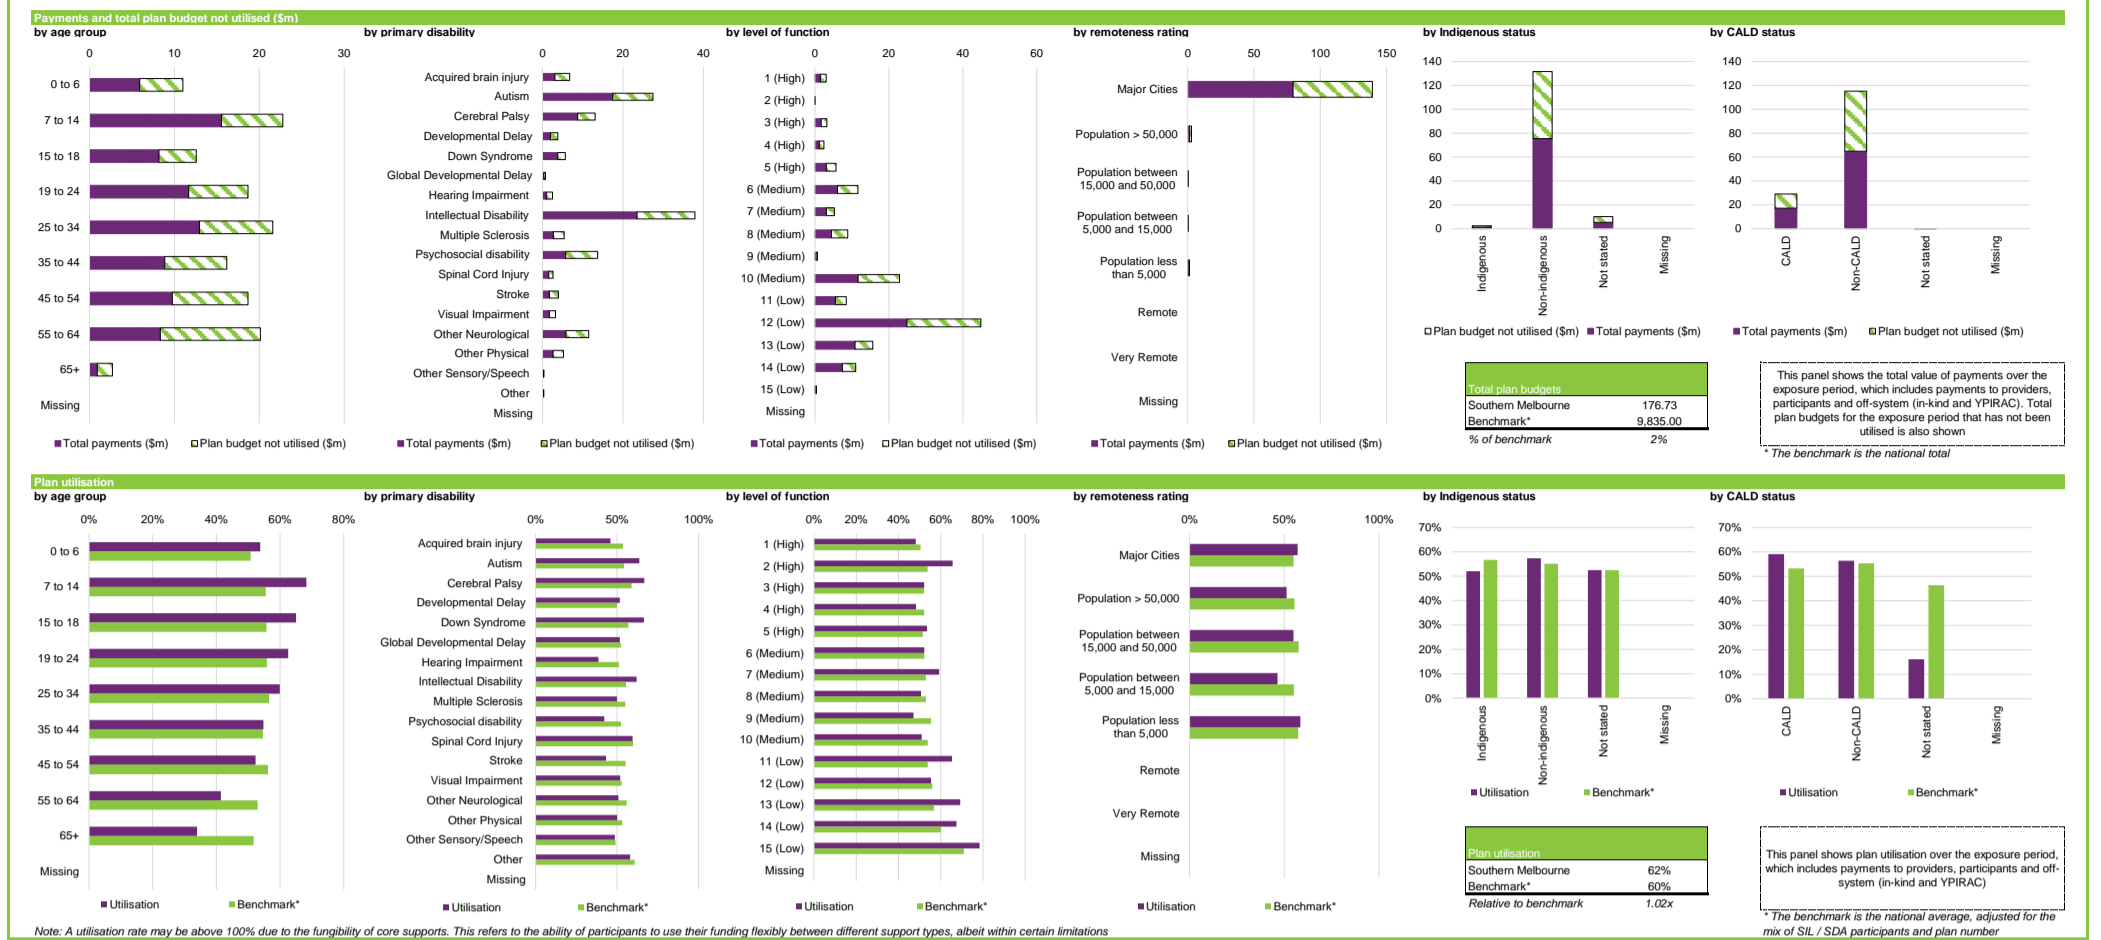 Payments and total plan budget not utilised ($m)
by age group
0 10 20 30
0 to 6
7 to 14
15 to 18
19 to 24
25 to 34
35 to 44
45 to 54
55 to 64
65+
Missing
Total payments ($m) Plan budget not utilised ($m)
by primary disability
0 20 40
Acquired brain injury
Autism
Cerebral Palsy
Developmental Delay
Down Syndrome
Global Developmental Delay
Hearing Impairment
Intellectual Disability
Multiple Sclerosis
Psychosocial disability
Spinal Cord Injury
Stroke
Visual Impairment
Other Neurological
Other Physical
Other Sensory/Speech
Other
Missing
Total payments ($m) Plan budget not utilised ($m)
by level of function
0 20 40 60
1 (High)
2 (High)
3 (High)
4 (High)
5 (High)
6 (Medium)
7 (Medium)
8 (Medium)
9 (Medium)
10 (Medium)
11 (Low)
12 (Low)
13 (Low)
14 (Low)
15 (Low)
Missing
Total payments ($m) Plan budget not utilised ($m)
by remoteness rating
0 50 100 150
Major Cities
Population > 50,000
Population between
15,000 and 50,000
Population between
5,000 and 15,000
Population less
than 5,000
Remote
Very Remote
Missing
Total payments ($m) Plan budget not utilised ($m)
by Indigenous status
140
120
100
80
60
40
20
0
Indigenous
Non-indigenous
Not stated
Missing
Plan budget not utilised ($m) Total payments ($m)
by CALD status
140
120
100
80
60
40
20
0
CALD
Non-CALD
Not stated
Missing
Total payments ($m) Plan budget not utilised ($m)
Total plan budgets
Southern Melbourne 176.73
Benchmark* 9,835.00
% of benchmark 2%
This panel shows the total value of payments over the
exposure period, which includes payments to providers,
participants and off-system (in-kind and YPIRAC). Total
plan budgets for the exposure period that has not been
utilised is also shown
* The benchmark is the national total
Plan utilisation
by age group
0% 20% 40% 60% 80%
0 to 6
7 to 14
15 to 18
19 to 24
25 to 34
35 to 44
45 to 54
55 to 64
65+
Missing
Utilisation Benchmark*
by primary disability
0% 50% 100%
Acquired brain injury
Autism
Cerebral Palsy
Developmental Delay
Down Syndrome
Global Developmental Delay
Hearing Impairment
Intellectual Disability
Multiple Sclerosis
Psychosocial disability
Spinal Cord Injury
Stroke
Visual Impairment
Other Neurological
Other Physical
Other Sensory/Speech
Other
Missing
Utilisation Benchmark*
by level of function
0% 20% 40% 60% 80% 100%
1 (High)
2 (High)
3 (High)
4 (High)
5 (High)
6 (Medium)
7 (Medium)
8 (Medium)
9 (Medium)
10 (Medium)
11 (Low)
12 (Low)
13 (Low)
14 (Low)
15 (Low)
Missing
Utilisation Benchmark*
by remoteness rating
0% 50% 100%
Major Cities
Population > 50,000
Population between
15,000 and 50,000
Population between
5,000 and 15,000
Population less
than 5,000
Remote
Very Remote
Missing
Utilisation Benchmark*
by Indigenous status
70%
60%
50%
40%
30%
20%
10%
0%
Indigenous
Non-indigenous
Not stated
Missing
Utilisation Benchmark*
by CALD status
70%
60%
50%
40%
30%
20%
10%
0%
CALD
Non-CALD
Not stated
Missing
Utilisation Benchmark*
Plan utilisation
Southern Melbourne 62%
Benchmark* 60%
Relative to benchmark 1.02x
This panel shows plan utilisation over the exposure period,
which includes payments to providers, participants and off-
system (in-kind and YPIRAC)
* The benchmark is the national average, adjusted for the
mix of SIL / SDA participants and plan number
Note: A utilisation rate may be above 100% due to the fungibility of core supports. This refers to the ability of participants to use their funding flexibly between different support types, albeit within certain limitations